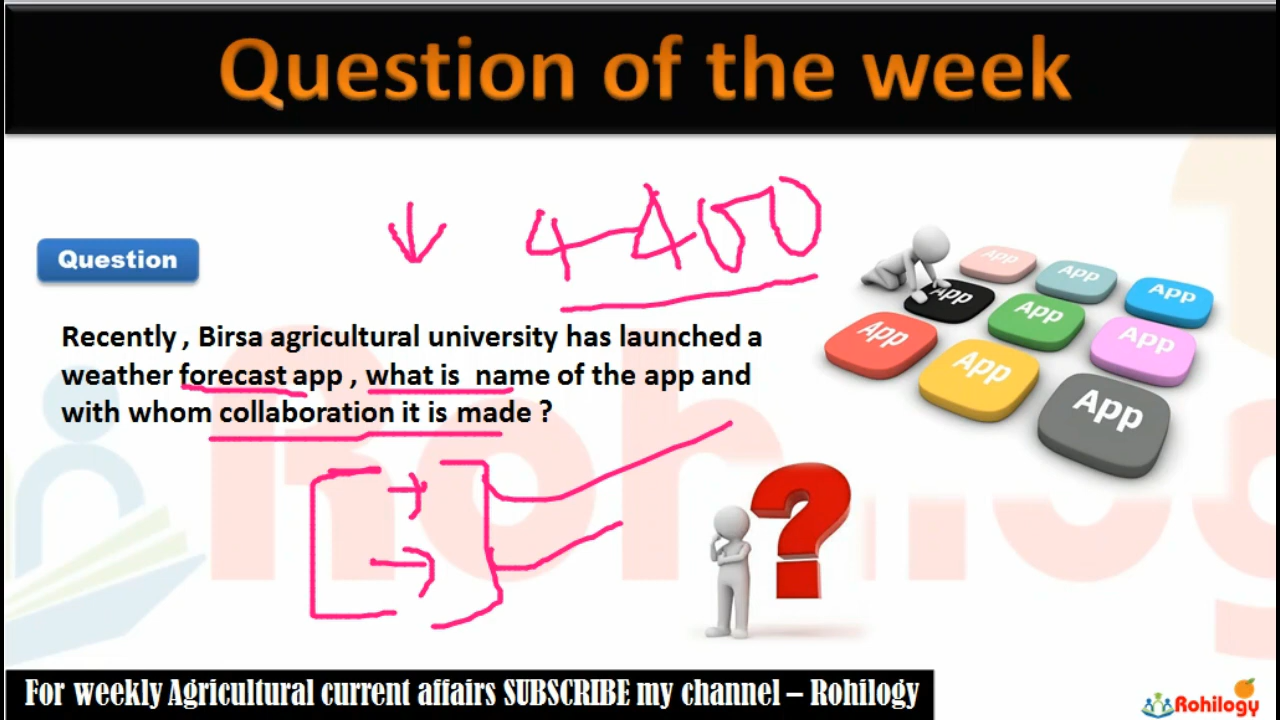 Question of the week
4-400
Question
Recently , Birsa agricultural university has launched a
weather forecast app , what is name of the app and
with whom collaboration it is made ?
App
App
App
App
App
App
App
App
App
For weekly Agricultural current affairs SUBSCRIBE my channel – Rohilogy
Rohilogy